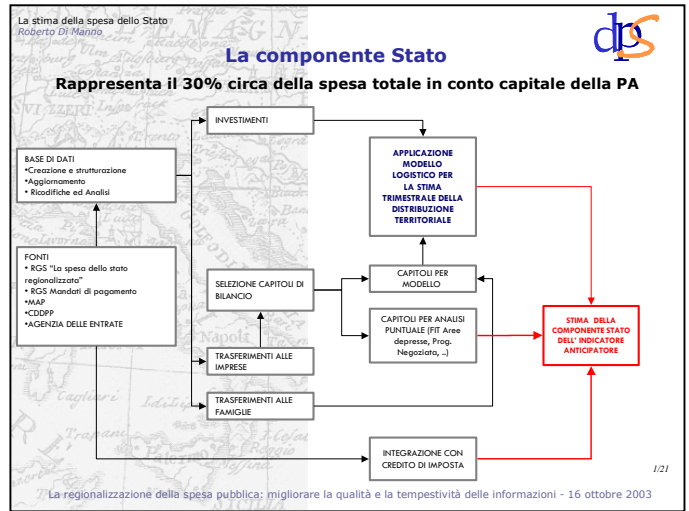 La stima della spesa dello Stato
Roberto Di Manno
dps
La componente Stato
Rappresenta il 30% circa della spesa totale in conto capitale della PA
INVESTIMENTI
BASE DI DATI
•Creazione e strutturazione
•Aggiornamento
• Ricodifiche ed Analisi
APPLICAZIONE
MODELLO
LOGISTICO PER
LA STIMA
TRIMESTRALE DELLA
DISTRIBUZIONE
TERRITORIALE
FONTI
• RGS "La spesa dello stato
regionalizzata"
• RGS Mandati di pagamento
•MAP
•CDDPP
•AGENZIA DELLE ENTRATE
SELEZIONE CAPITOLI DI
BILANCIO
CAPITOLI PER
MODELLO
CAPITOLI PER ANALISI
PUNTUALE (FIT Aree
depresse, Prog.
Negoziata, ..)
STIMA DELLA
COMPONENTE STATO
DELL' INDICATORE
ANTICIPATORE
TRASFERIMENTI ALLE
IMPRESE
TRASFERIMENTI ALLE
FAMIGLIE
INTEGRAZIONE CON
CREDITO DI IMPOSTA
1/21
La regionalizzazione della spesa pubblica: migliorare la qualità e la tempestività delle informazioni - 16 ottobre 2003
Napoli
Cagliari
Trapani